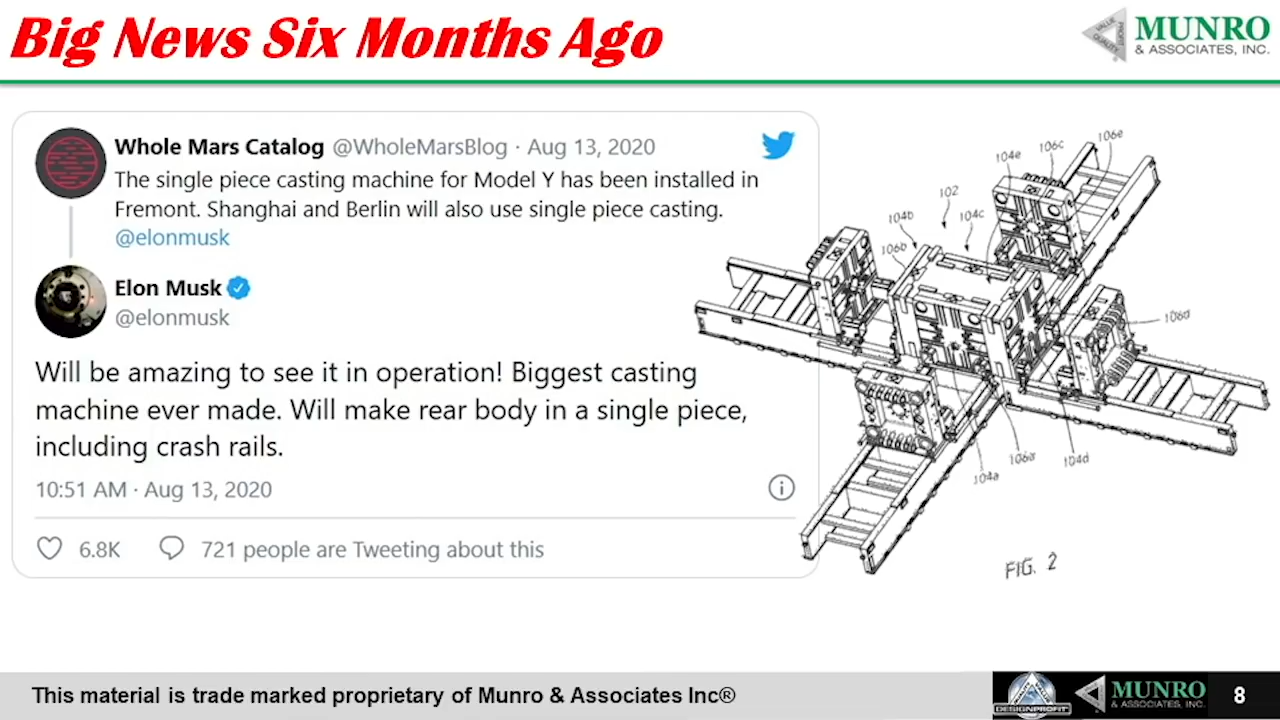 Big News Six Months Ago
MUNRO
& ASSOCIATES, INC.
VALUE
QUALITY
Whole Mars Catalog @WholeMarsBlog · Aug 13, 2020
The single piece casting machine for Model Y has been installed in
Fremont. Shanghai and Berlin will also use single piece casting.
@elonmusk
Elon Musk
@elonmusk
Will be amazing to see it in operation! Biggest casting
machine ever made. Will make rear body in a single piece,
including crash rails.
10:51 AM · Aug 13, 2020
6.8K 721 people are Tweeting about this
106e
106c
104e
102
104b
104c
106b
106d
106a
104d
104a
FIG. 2
This material is trade marked proprietary of Munro & Associates Inc®
DESIGNPROFIT
MUNRO
& ASSOCIATES, INC.
8